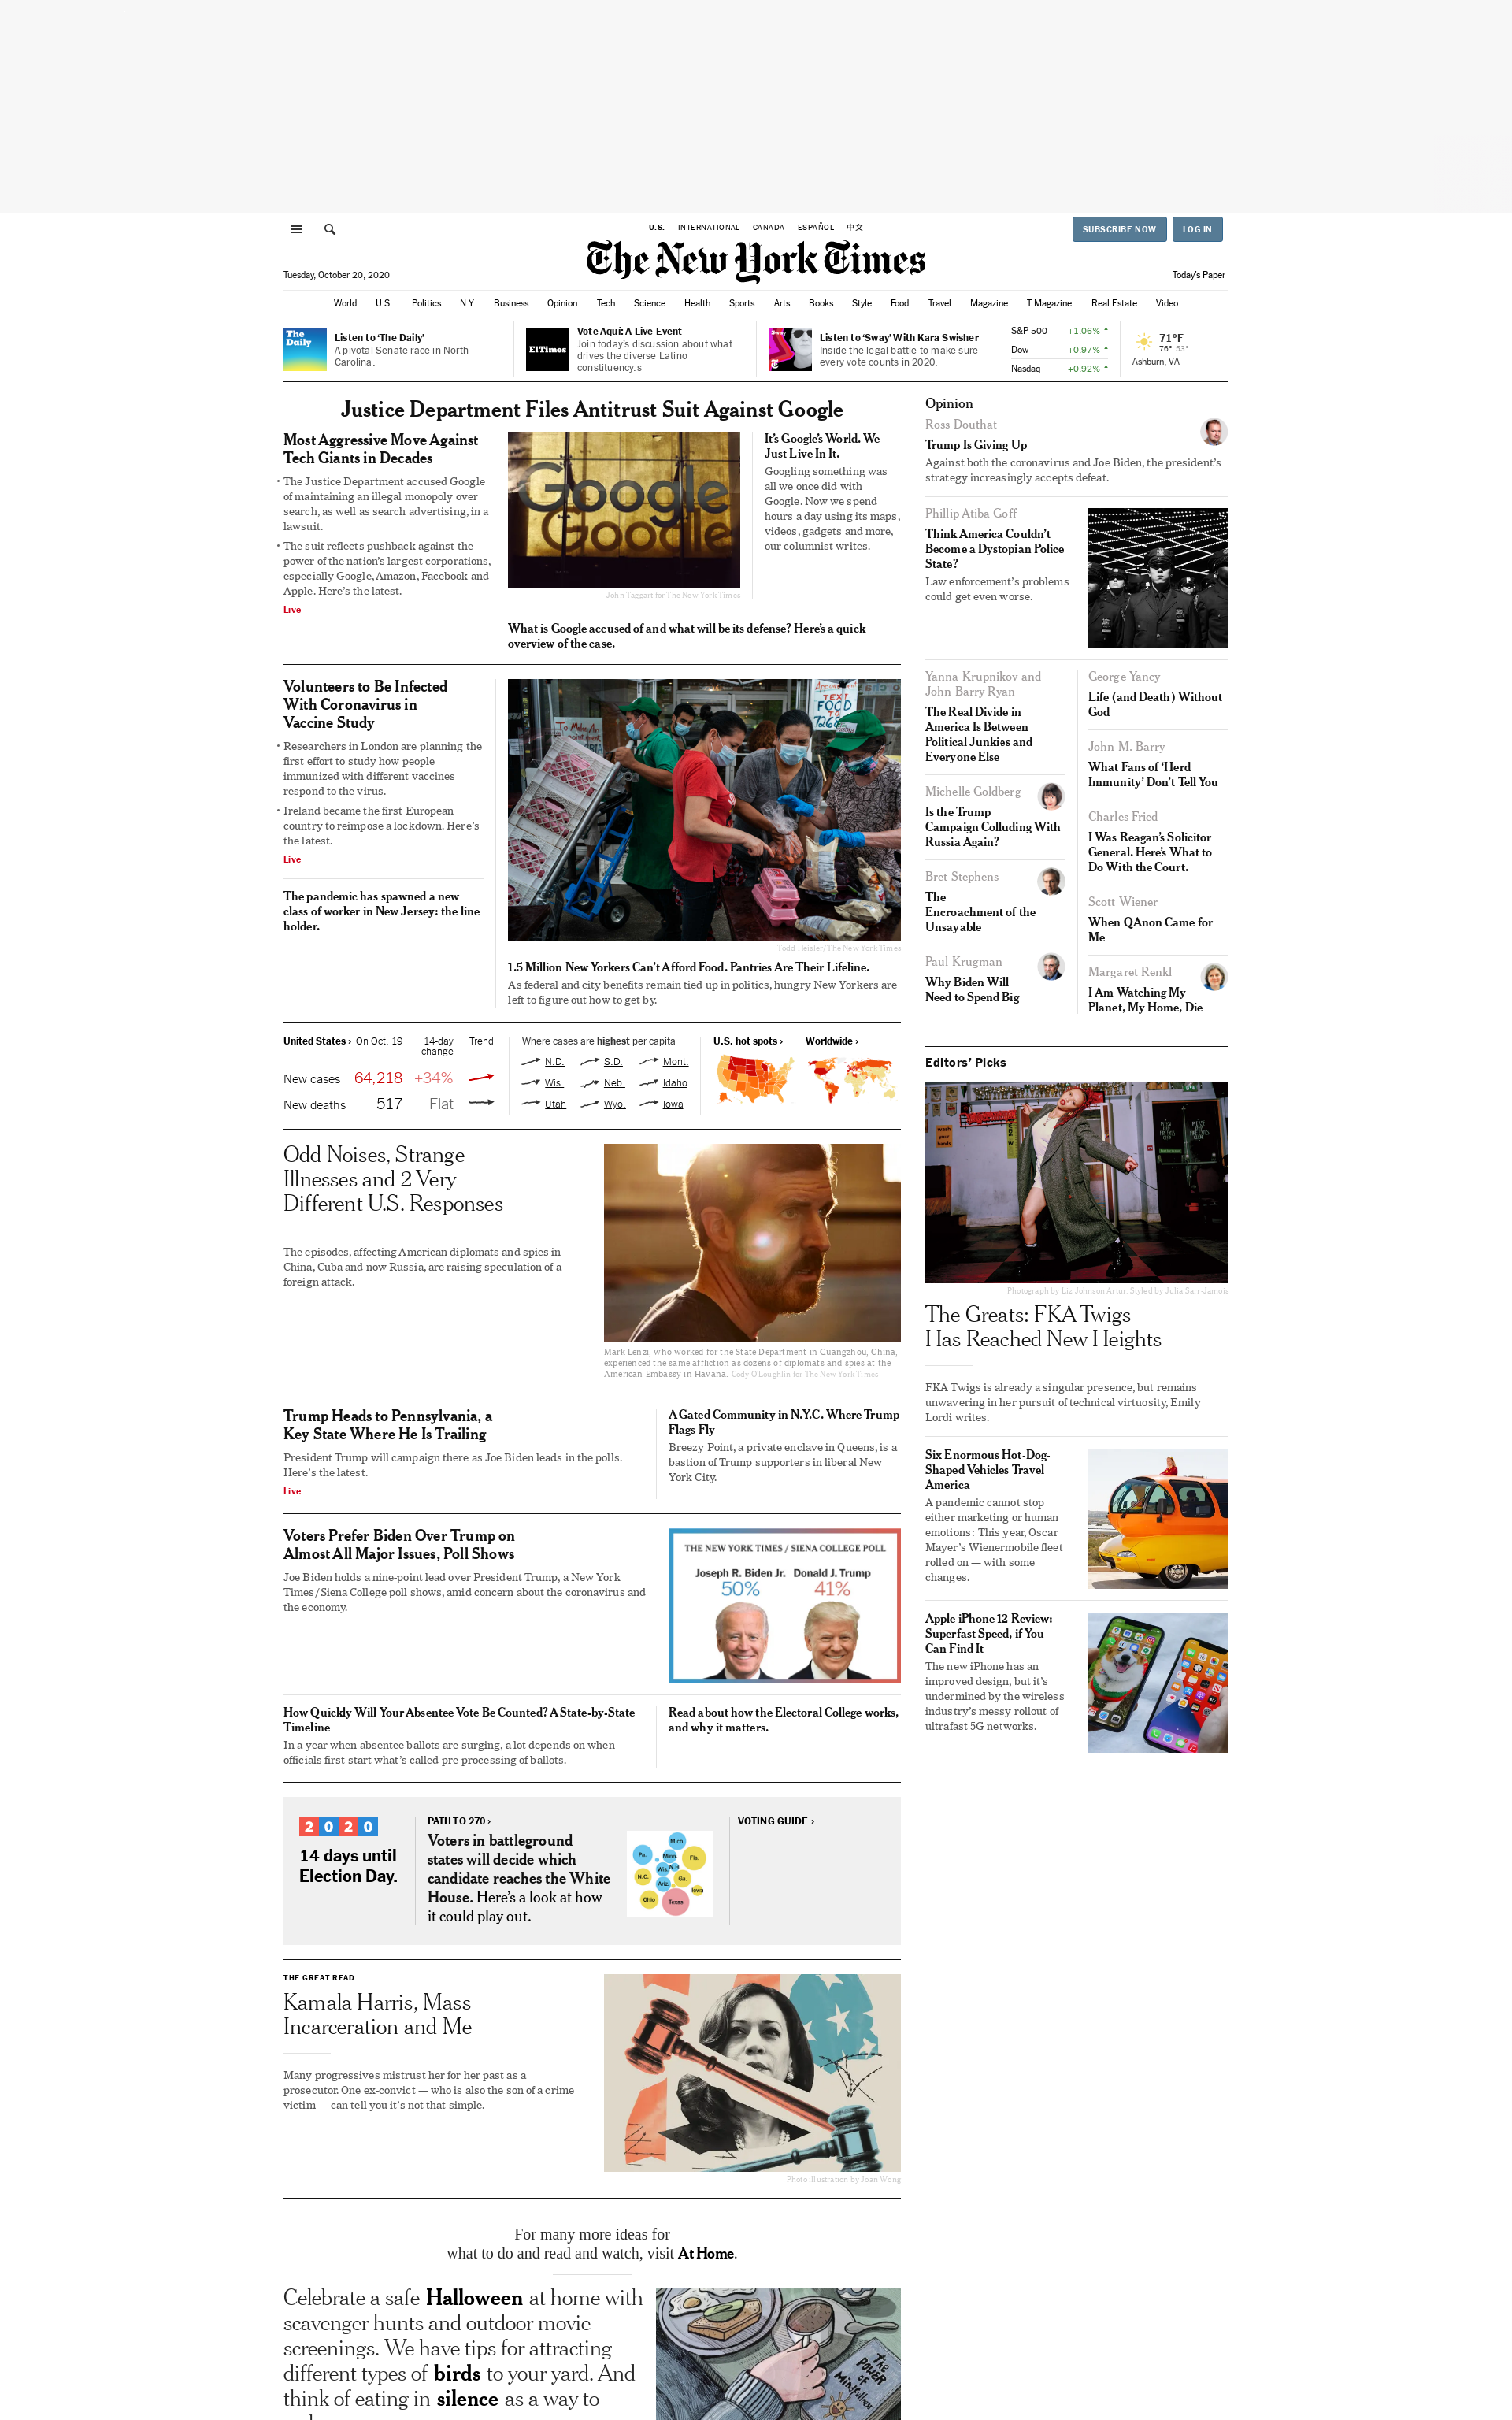 U.S. INTERNATIONAL CANADA ESPAÑOL 中文
SUBSCRIBE NOW LOG IN
The New York Times
Tuesday, October 20, 2020
Today's Paper
World U.S. Politics N.Y. Business Opinion Tech Science Health Sports Arts Books Style Food Travel Magazine T Magazine Real Estate Video
The
Daily
Listen to ‘The Daily’
A pivotal Senate race in North
Carolina.
El Times
Vote Aquí: A Live Event
Join today's discussion about what
drives the diverse Latino
constituency.s
Sway
Listen to ‘Sway’ With Kara Swisher
Inside the legal battle to make sure
every vote counts in 2020.
S&P 500 +1.06% ↑
Dow +0.97% ↑
Nasdaq +0.92% ↑
71°F
76° 53°
Ashburn, VA
Justice Department Files Antitrust Suit Against Google
Most Aggressive Move Against
Tech Giants in Decades
• The Justice Department accused Google
of maintaining an illegal monopoly over
search, as well as search advertising, in a
lawsuit.
• The suit reflects pushback against the
power of the nation's largest corporations,
especially Google, Amazon, Facebook and
Apple. Here's the latest.
Live
Google
Google
John Taggart for The New York Times
It's Google's World. We
Just Live In It.
Googling something was
all we once did with
Google. Now we spend
hours a day using its maps,
videos, gadgets and more,
our columnist writes.
What is Google accused of and what will be its defense? Here's a quick
overview of the case.
Volunteers to Be Infected
With Coronavirus in
Vaccine Study
• Researchers in London are planning the
first effort to study how people
immunized with different vaccines
respond to the virus.
• Ireland became the first European
country to reimpose a lockdown. Here's
the latest.
Live
The pandemic has spawned a new
class of worker in New Jersey: the line
holder.
TEXT
FOOD
To Make An
Todd Heisler/The New York Times
1.5 Million New Yorkers Can't Afford Food. Pantries Are Their Lifeline.
As federal and city benefits remain tied up in politics, hungry New Yorkers are
left to figure out how to get by.
United States › On Oct. 19 14-day Trend
change
New cases 64,218 +34%
New deaths 517 Flat
Where cases are highest per capita
N.D. S.D. Mont.
Wis. Neb. Idaho
Utah Wyo. Iowa
U.S. hot spots › Worldwide ›
Odd Noises, Strange
Illnesses and 2 Very
Different U.S. Responses
The episodes, affecting American diplomats and spies in
China, Cuba and now Russia, are raising speculation of a
foreign attack.
Mark Lenzi, who worked for the State Department in Guangzhou, China,
experienced the same affliction as dozens of diplomats and spies at the
American Embassy in Havana. Cody O'Loughlin for The New York Times
Trump Heads to Pennsylvania, a
Key State Where He Is Trailing
President Trump will campaign there as Joe Biden leads in the polls.
Here's the latest.
Live
A Gated Community in N.Y.C. Where Trump
Flags Fly
Breezy Point, a private enclave in Queens, is a
bastion of Trump supporters in liberal New
York City.
Voters Prefer Biden Over Trump on
Almost All Major Issues, Poll Shows
Joe Biden holds a nine-point lead over President Trump, a New York
Times/Siena College poll shows, amid concern about the coronavirus and
the economy.
THE NEW YORK TIMES / SIENA COLLEGE POLL
Joseph R. Biden Jr. Donald J. Trump
50% 41%
How Quickly Will Your Absentee Vote Be Counted? A State-by-State
Timeline
In a year when absentee ballots are surging, a lot depends on when
officials first start what's called pre-processing of ballots.
Read about how the Electoral College works,
and why it matters.
2020
14 days until
Election Day.
PATH TO 270 ›
Voters in battleground
states will decide which
candidate reaches the White
House. Here's a look at how
it could play out.
Mich.
Pa. Minn. Fla.
Wis. N.H.
N.C. Ga.
Ariz. Iowa
Ohio Texas
VOTING GUIDE ›
THE GREAT READ
Kamala Harris, Mass
Incarceration and Me
Many progressives mistrust her for her past as a
prosecutor. One ex-convict — who is also the son of a crime
victim — can tell you it's not that simple.
Photo illustration by Joan Wong
For many more ideas for
what to do and read and watch, visit At Home.
Celebrate a safe Halloween at home with
scavenger hunts and outdoor movie
screenings. We have tips for attracting
different types of birds to your yard. And
think of eating in silence as a way to
The
POWER
OF
Mindfulness
Opinion
Ross Douthat
Trump Is Giving Up
Against both the coronavirus and Joe Biden, the president's
strategy increasingly accepts defeat.
Phillip Atiba Goff
Think America Couldn't
Become a Dystopian Police
State?
Law enforcement's problems
could get even worse.
Yanna Krupnikov and
John Barry Ryan
The Real Divide in
America Is Between
Political Junkies and
Everyone Else
Michelle Goldberg
Is the Trump
Campaign Colluding With
Russia Again?
Bret Stephens
The
Encroachment of the
Unsayable
Paul Krugman
Why Biden Will
Need to Spend Big
George Yancy
Life (and Death) Without
God
John M. Barry
What Fans of ‘Herd
Immunity’ Don't Tell You
Charles Fried
I Was Reagan's Solicitor
General. Here's What to
Do With the Court.
Scott Wiener
When QAnon Came for
Me
Margaret Renkl
I Am Watching My
Planet, My Home, Die
Editors’ Picks
wash
your
hands
Photograph by Liz Johnson Artur. Styled by Julia Sarr-Jamois
The Greats: FKA Twigs
Has Reached New Heights
FKA Twigs is already a singular presence, but remains
unwavering in her pursuit of technical virtuosity, Emily
Lordi writes.
Six Enormous Hot-Dog-
Shaped Vehicles Travel
America
A pandemic cannot stop
either marketing or human
emotions: This year, Oscar
Mayer's Wienermobile fleet
rolled on — with some
changes.
Apple iPhone 12 Review:
Superfast Speed, if You
Can Find It
The new iPhone has an
improved design, but it's
undermined by the wireless
industry's messy rollout of
ultrafast 5G networks.